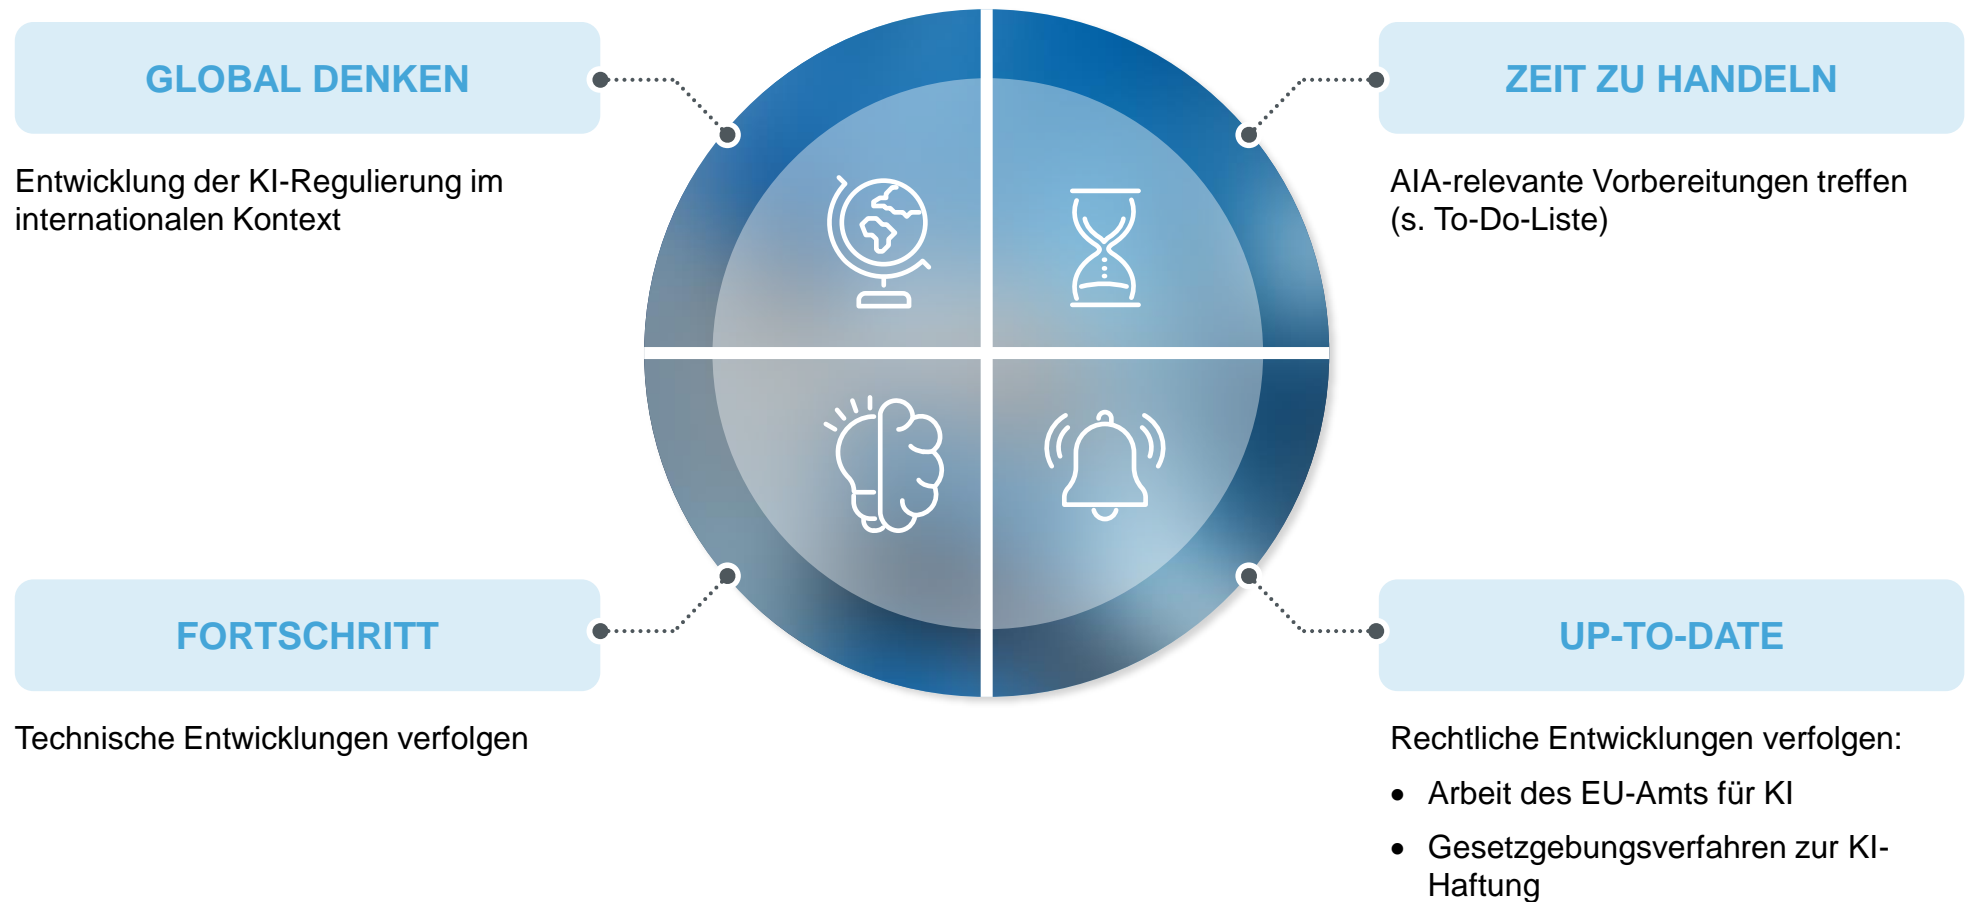 GLOBAL DENKEN
Entwicklung der KI-Regulierung im
internationalen Kontext
ZEIT ZU HANDELN
AIA-relevante Vorbereitungen treffen
(s. To-Do-Liste)
FORTSCHRITT
Technische Entwicklungen verfolgen
UP-TO-DATE
Rechtliche Entwicklungen verfolgen:
• Arbeit des EU-Amts für KI
• Gesetzgebungsverfahren zur KI-
Haftung